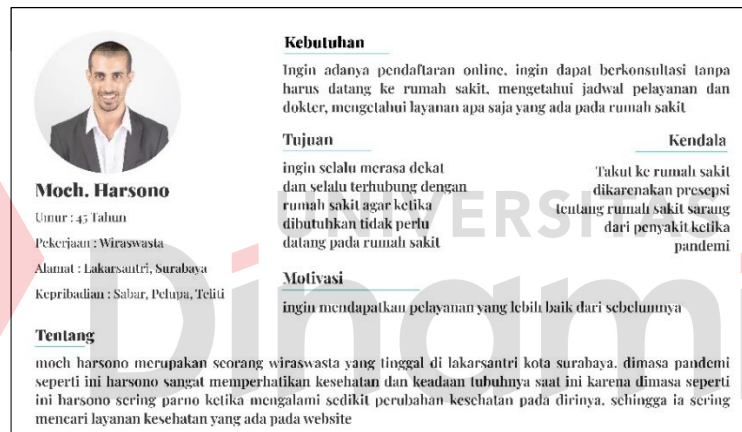 Kebutuhan
Ingin adanya pendaftaran online, ingin dapat berkonsultasi tanpa
harus datang ke rumah sakit, mengetahui jadwal pelayanan dan
dokter, mengetahui layanan apa saja yang ada pada rumah sakit
Tujuan
ingin selalu merasa dekat
dan selalu terhubung dengan
rumah sakit agar ketika
dibutuhkan tidak perlu
datang pada rumah sakit
Kendala
Takut ke rumah sakit
dikarenakan presepsi
tentang rumah sakit sarang
dari penyakit ketika
pandemi
Moch. Harsono
Umur : 45 Tahun
Pekerjaan : Wiraswasta
Alamat : Lakarsantri, Surabaya
Kepribadian : Sabar, Pelupa, Teliti
Motivasi
ingin mendapatkan pelayanan yang lebih baik dari sebelumnya
Tentang
moch harsono merupakan seorang wiraswasta yang tinggal di lakarsantri kota surabaya. dimasa pandemi
seperti ini harsono sangat memperhatikan kesehatan dan keadaan tubuhnya saat ini karena dimasa seperti
ini harsono sering parno ketika mengalami sedikit perubahan kesehatan pada dirinya. sehingga ia sering
mencari layanan kesehatan yang ada pada website
UNIVERSITAS
Dinami